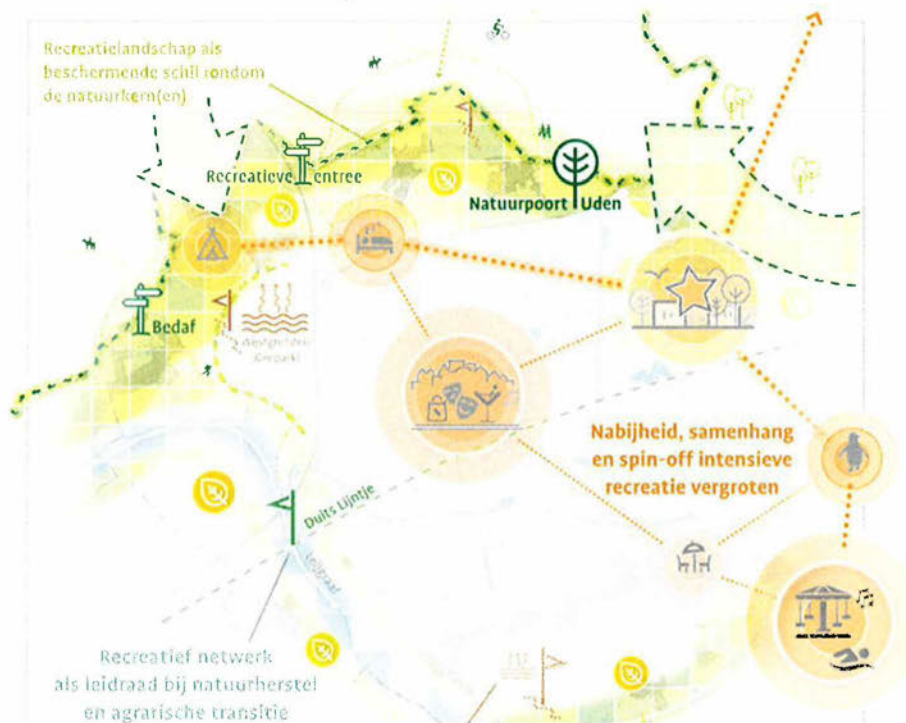 Recreatielandschap als
beschermende schil rondom
de natuurkern(en)
Recreatieve entree
Natuurpoort Uden
Bedaf
Nabijheid, samenhang
en spin-off intensieve
recreatie vergroten
Duits Lijntje
Leijgraaf
Recreatief netwerk
als leidraad bij natuurherstel
en agrarische transitie